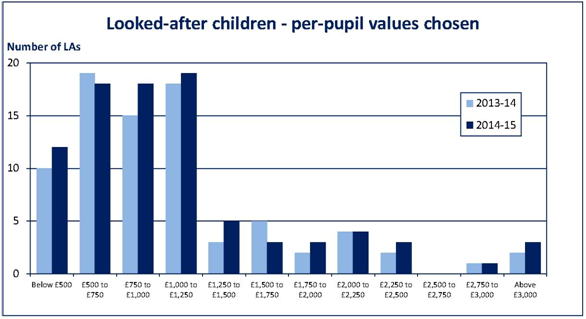 Looked-after children - per-pupil values chosen
Number of LAs
20
15
10
5
0
2013-14
2014-15
Below £500
£500 to
£750
£750 to
£1,000
£1,000 to
£1,250
£1,250 to
£1,500
£1,500 to
£1,750
£1,750 to
£2,000
£2,000 to
£2,250
£2,250 to
£2,500
£2,500 to
£2,750
£2,750 to
£3,000
Above
£3,000